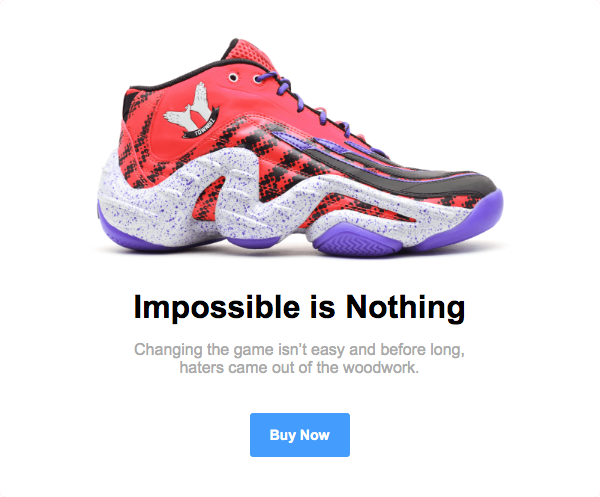 TOWNBIZ
Impossible is Nothing
Changing the game isn’t easy and before long,
haters came out of the woodwork.
Buy Now